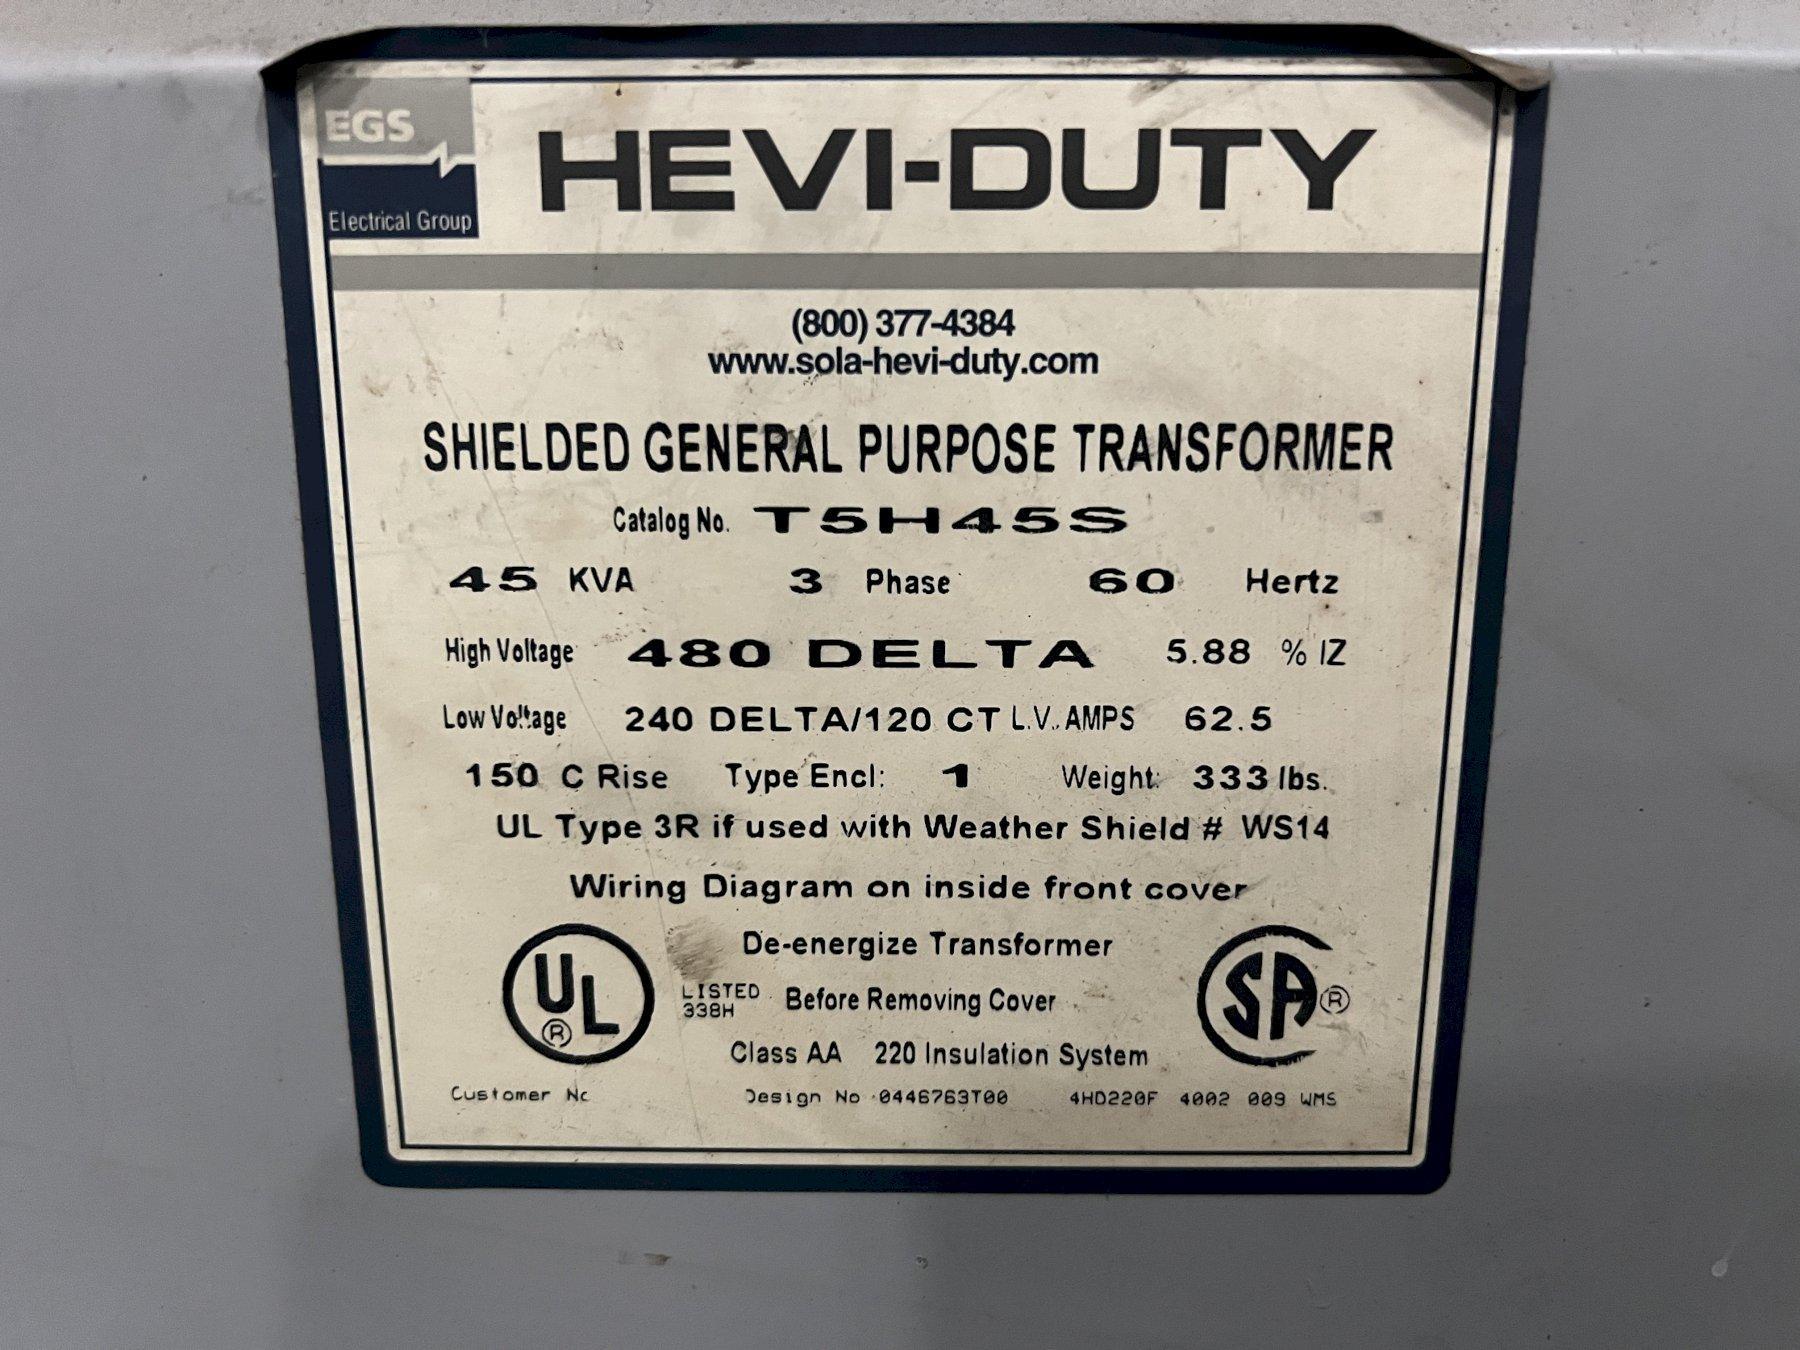 EGS
Electrical Group
HEVI-DUTY
(800) 377-4384
www.sola-hevi-duty.com
SHIELDED GENERAL PURPOSE TRANSFORMER
Catalog No. T5H45S
45 KVA 3 Phase 60 Hertz
High Voltage 480 DELTA 5.88 % IZ
Low Voltage 240 DELTA/120 CT L.V. AMPS 62.5
150 C Rise Type Encl: 1 Weight: 333 lbs.
UL Type 3R if used with Weather Shield # WS14
Wiring Diagram on inside front cover
De-energize Transformer
UL ® LISTED 338H Before Removing Cover SA ®
Class AA 220 Insulation System
Customer No Design No 0446763T00 4HD220F 4002 009 WMS